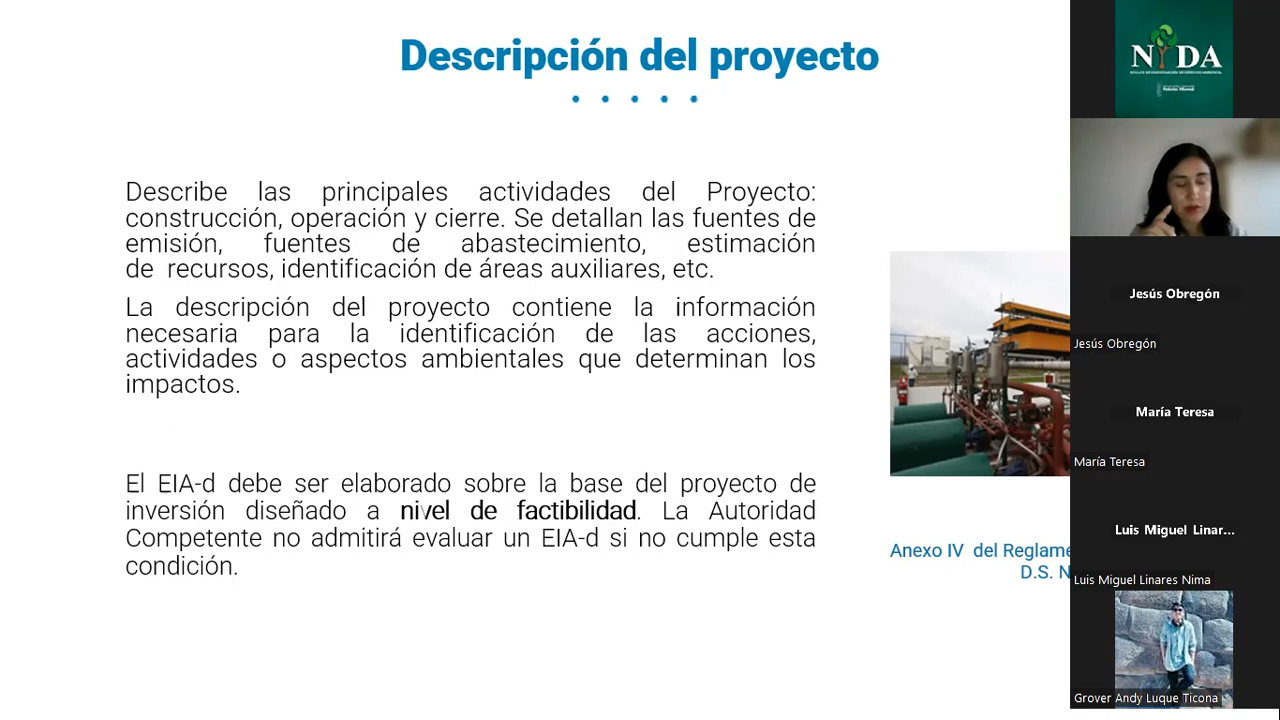 Descripción del proyecto
Describe las principales actividades del Proyecto:
construcción, operación y cierre. Se detallan las fuentes de
emisión, fuentes de abastecimiento, estimación
de recursos, identificación de áreas auxiliares, etc.
La descripción del proyecto contiene la información
necesaria para la identificación de las acciones,
actividades o aspectos ambientales que determinan los
impactos.
El EIA-d debe ser elaborado sobre la base del proyecto de
inversión diseñado a nivel de factibilidad. La Autoridad
Competente no admitirá evaluar un EIA-d si no cumple esta
condición.
Anexo IV del Reglame
D.S. N
NIDA
Jesús Obregón
Jesús Obregón
María Teresa
María Teresa
Luis Miguel Linar...
Luis Miguel Linares Nima
Grover Andy Luque Ticona